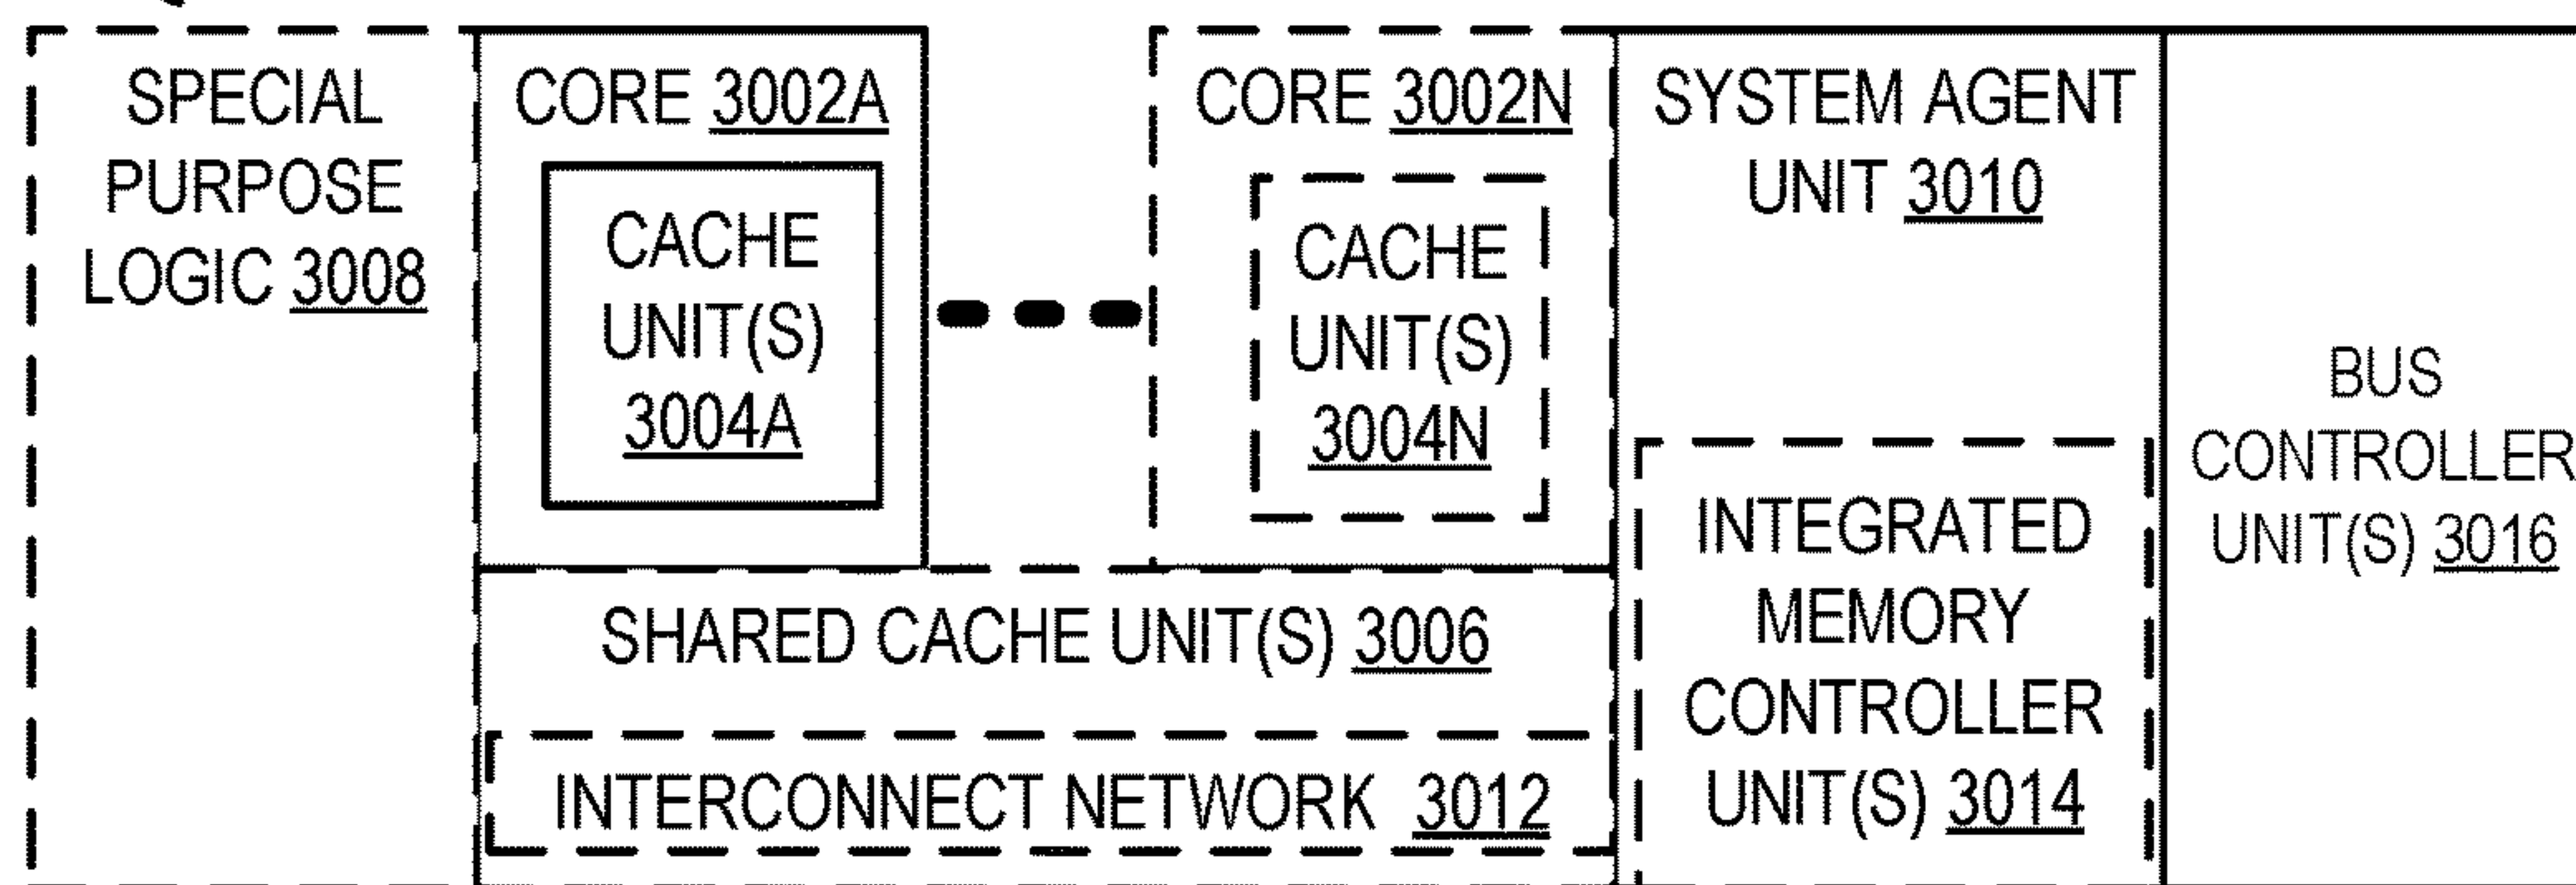 SPECIAL
PURPOSE
LOGIC 3008
CORE 3002A
CACHE
UNIT(S)
3004A
CORE 3002N
CACHE
UNIT(S)
3004N
SHARED CACHE UNIT(S) 3006
INTERCONNECT NETWORK 3012
SYSTEM AGENT
UNIT 3010
INTEGRATED
MEMORY
CONTROLLER
UNIT(S) 3014
BUS
CONTROLLER
UNIT(S) 3016